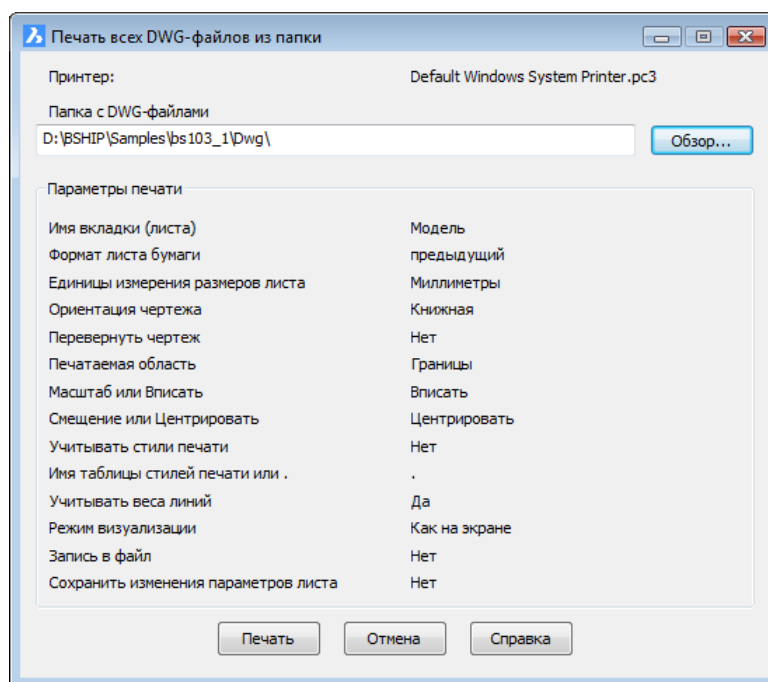 Печать всех DWG-файлов из папки
Принтер: Default Windows System Printer.pc3
Папка с DWG-файлами
D:\BSHIP\Samples\bs103_1\Dwg\ Обзор...
Параметры печати
Имя вкладки (листа) Модель
Формат листа бумаги предыдущий
Единицы измерения размеров листа Миллиметры
Ориентация чертежа Книжная
Перевернуть чертеж Нет
Печатаемая область Границы
Масштаб или Вписать Вписать
Смещение или Центрировать Центрировать
Учитывать стили печати Нет
Имя таблицы стилей печати или . .
Учитывать веса линий Да
Режим визуализации Как на экране
Запись в файл Нет
Сохранить изменения параметров листа Нет
Печать Отмена Справка